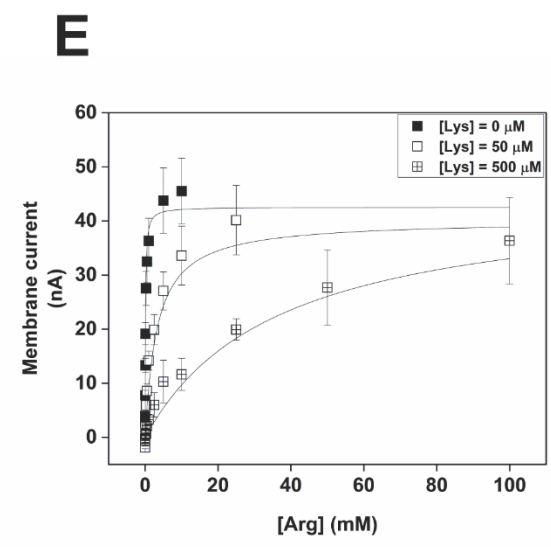 E
60
50
40
30
20
10
0
Membrane current
(nA)
[Lys] = 0 μM
[Lys] = 50 μM
[Lys] = 500 μM
0 20 40 60 80 100
[Arg] (mM)